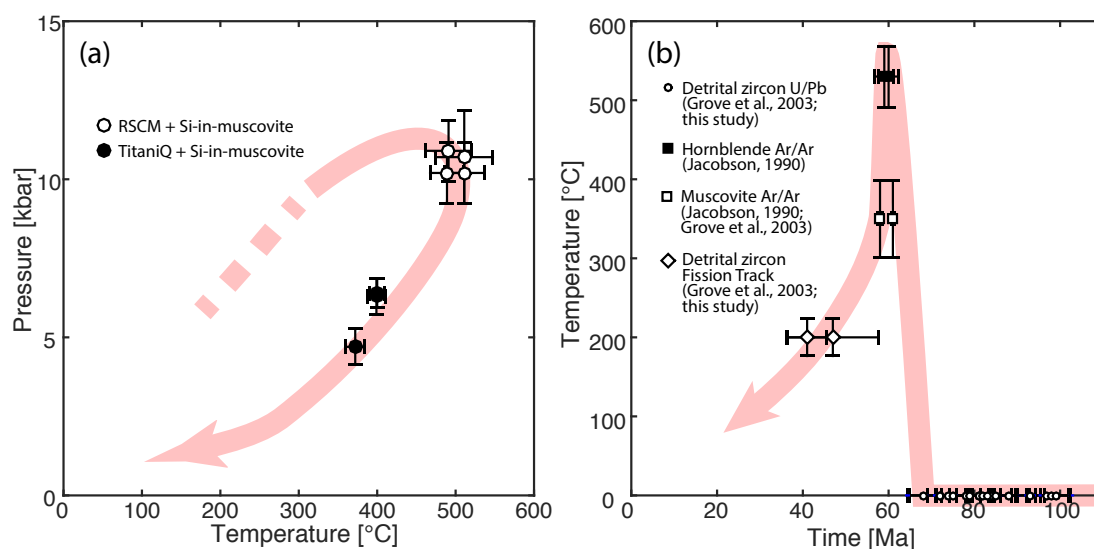 (a)
RSCM + Si-in-muscovite
TitaniQ + Si-in-muscovite
15
10
5
0
Pressure [kbar]
0
100
200
300
400
500
600
Temperature [°C]
(b)
Detrital zircon U/Pb
(Grove et al., 2003;
this study)
Hornblende Ar/Ar
(Jacobson, 1990)
Muscovite Ar/Ar
(Jacobson, 1990;
Grove et al., 2003)
Detrital zircon
Fission Track
(Grove et al., 2003;
this study)
600
500
400
300
200
100
0
Temperature [°C]
0
20
40
60
80
100
Time [Ma]